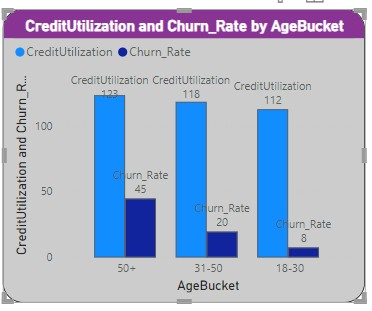 CreditUtilization and Churn_Rate by AgeBucket
CreditUtilization Churn_Rate
CreditUtilization and Churn_R...
100
50
0
CreditUtilization
123
CreditUtilization
118
CreditUtilization
112
Churn_Rate
45
Churn_Rate
20
Churn_Rate
8
50+ 31-50 18-30
AgeBucket